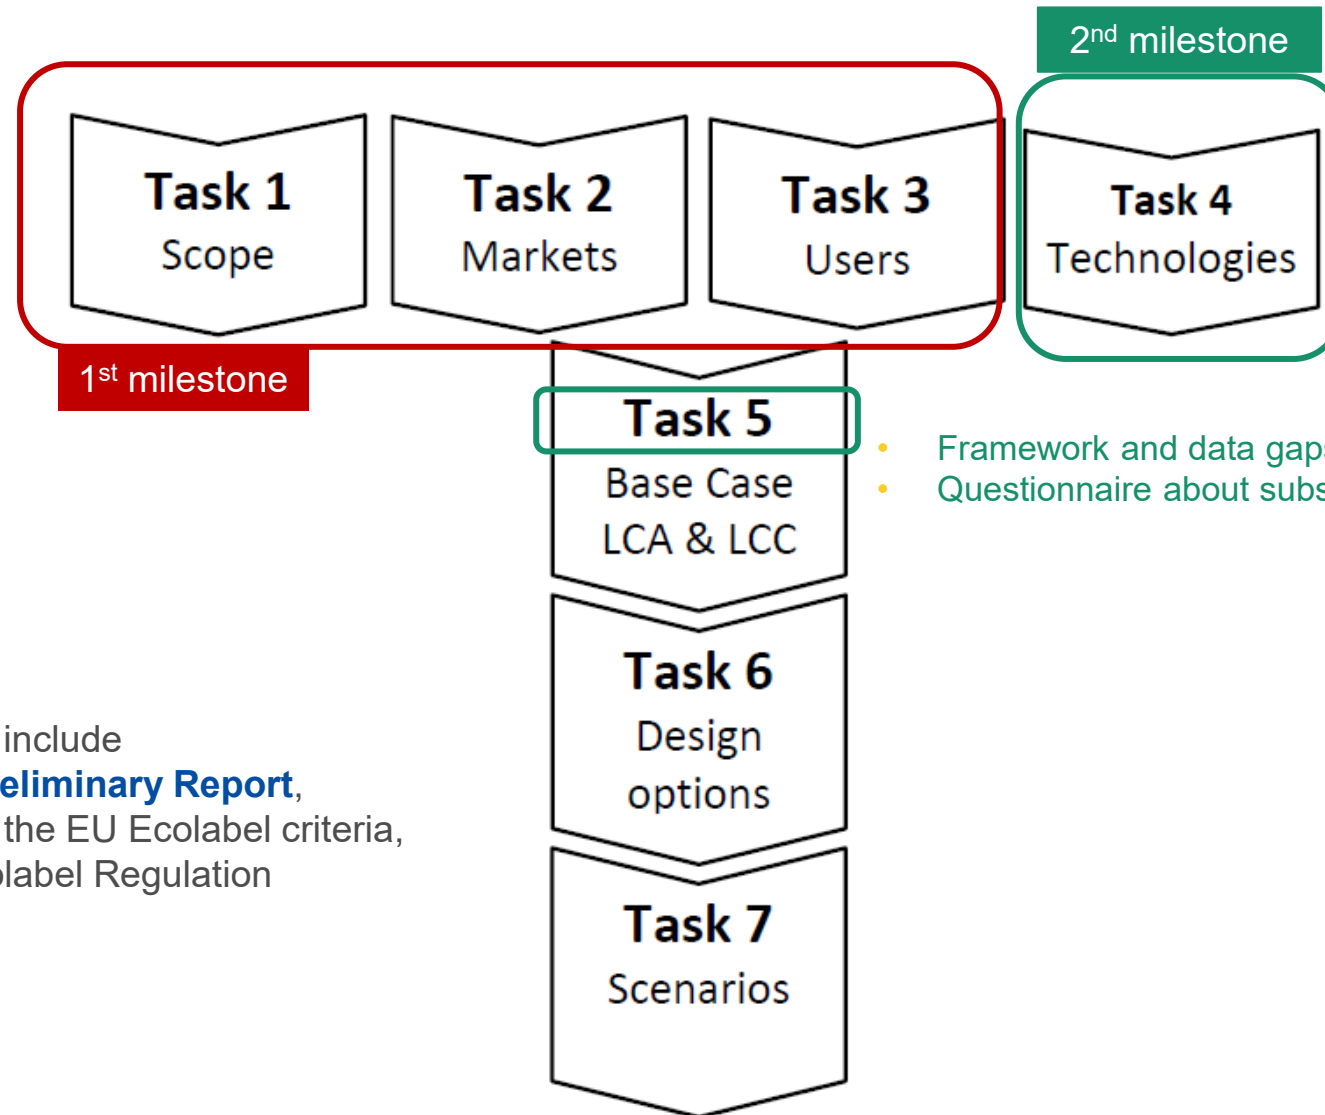 2nd milestone
Task 1
Scope
Task 2
Markets
Task 3
Users
Task 4
Technologies
1st milestone
Task 5
Base Case
LCA & LCC
• Framework and data gaps
• Questionnaire about subs
Task 6
Design
options
include
eliminary Report,
the EU Ecolabel criteria,
olabel Regulation
Task 7
Scenarios